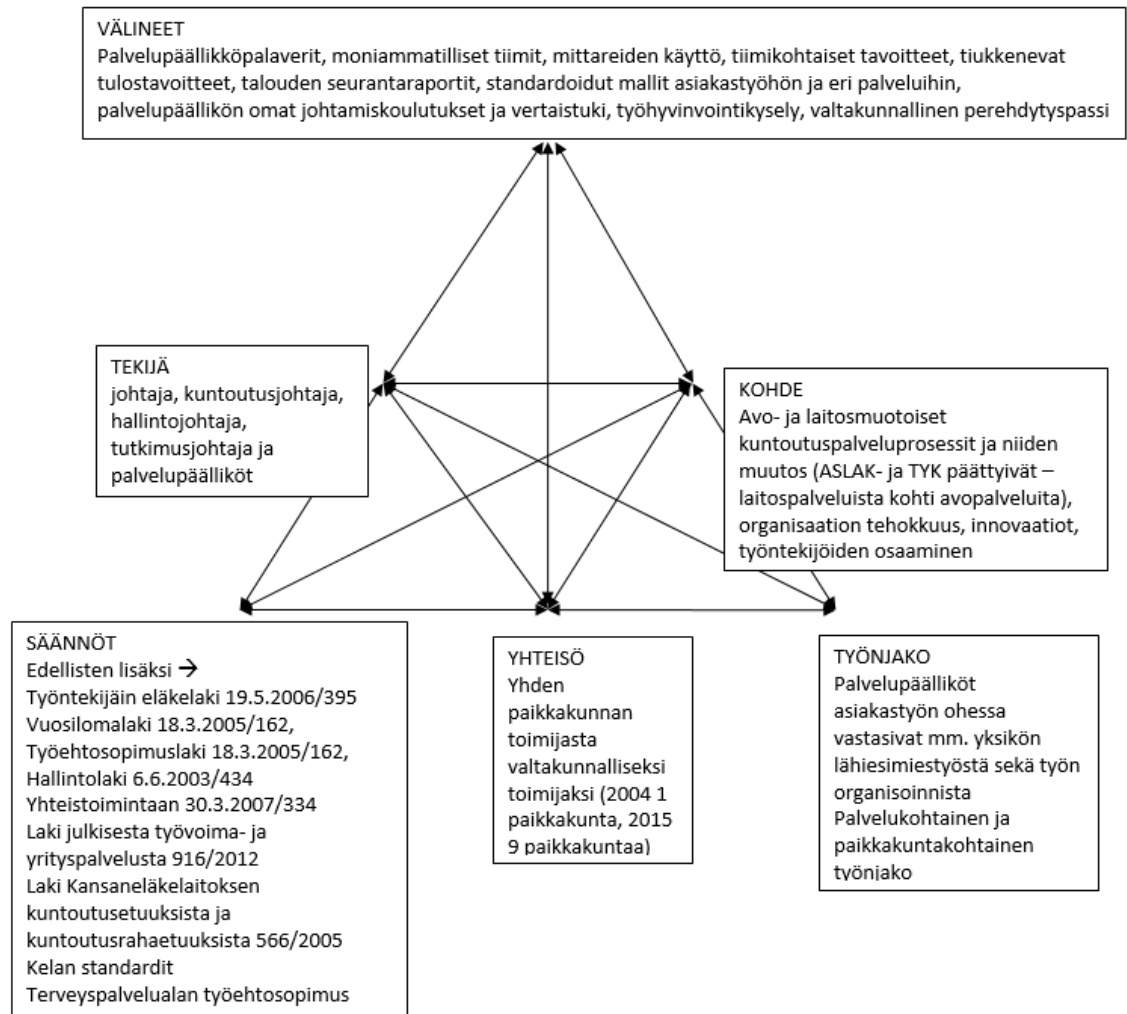 VÄLINEET
Palvelupäällikköpalaverit, moniammatilliset tiimit, mittareiden käyttö, tiimikohtaiset tavoitteet, tiukkenevat
tulostavoitteet, talouden seurantaraportit, standardoidut mallit asiakastyöhön ja eri palveluihin,
palvelupäällikön omat johtamiskoulutukset ja vertaistuki, työhyvinvointikysely, valtakunnallinen perehdytyspassi
TEKIJÄ
johtaja, kuntoutusjohtaja,
hallintojohtaja,
tutkimusjohtaja ja
palvelupäälliköt
KOHDE
Avo- ja laitosmuotoiset
kuntoutuspalveluprosessit ja niiden
muutos (ASLAK- ja TYK päättyivät –
laitospalveluista kohti avopalveluita),
organisaation tehokkuus, innovaatiot,
työntekijöiden osaaminen
SÄÄNNÖT
Edellisten lisäksi →
Työntekijäin eläkelaki 19.5.2006/395
Vuosilomalaki 18.3.2005/162,
Työehtosopimuslaki 18.3.2005/162,
Hallintolaki 6.6.2003/434
Yhteistoimintaan 30.3.2007/334
Laki julkisesta työvoima- ja
yrityspalvelusta 916/2012
Laki Kansaneläkelaitoksen
kuntoutusetuuksista ja
kuntoutusrahaetuuksista 566/2005
Kelan standardit
Terveyspalvelualan työehtosopimus
YHTEISÖ
Yhden
paikkakunnan
toimijasta
valtakunnalliseksi
toimijaksi (2004 1
paikkakunta, 2015
9 paikkakuntaa)
TYÖNJAKO
Palvelupäälliköt
asiakastyön ohessa
vastasivat mm. yksikön
lähiesimiestyöstä sekä työn
organisoinnista
Palvelukohtainen ja
paikkakuntakohtainen
työnjako